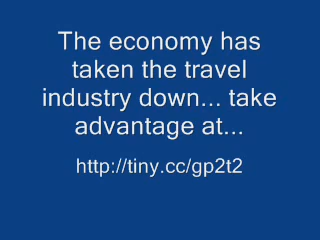 The economy has
taken the travel
industry down... take
advantage at...
http://tiny.cc/gp2t2